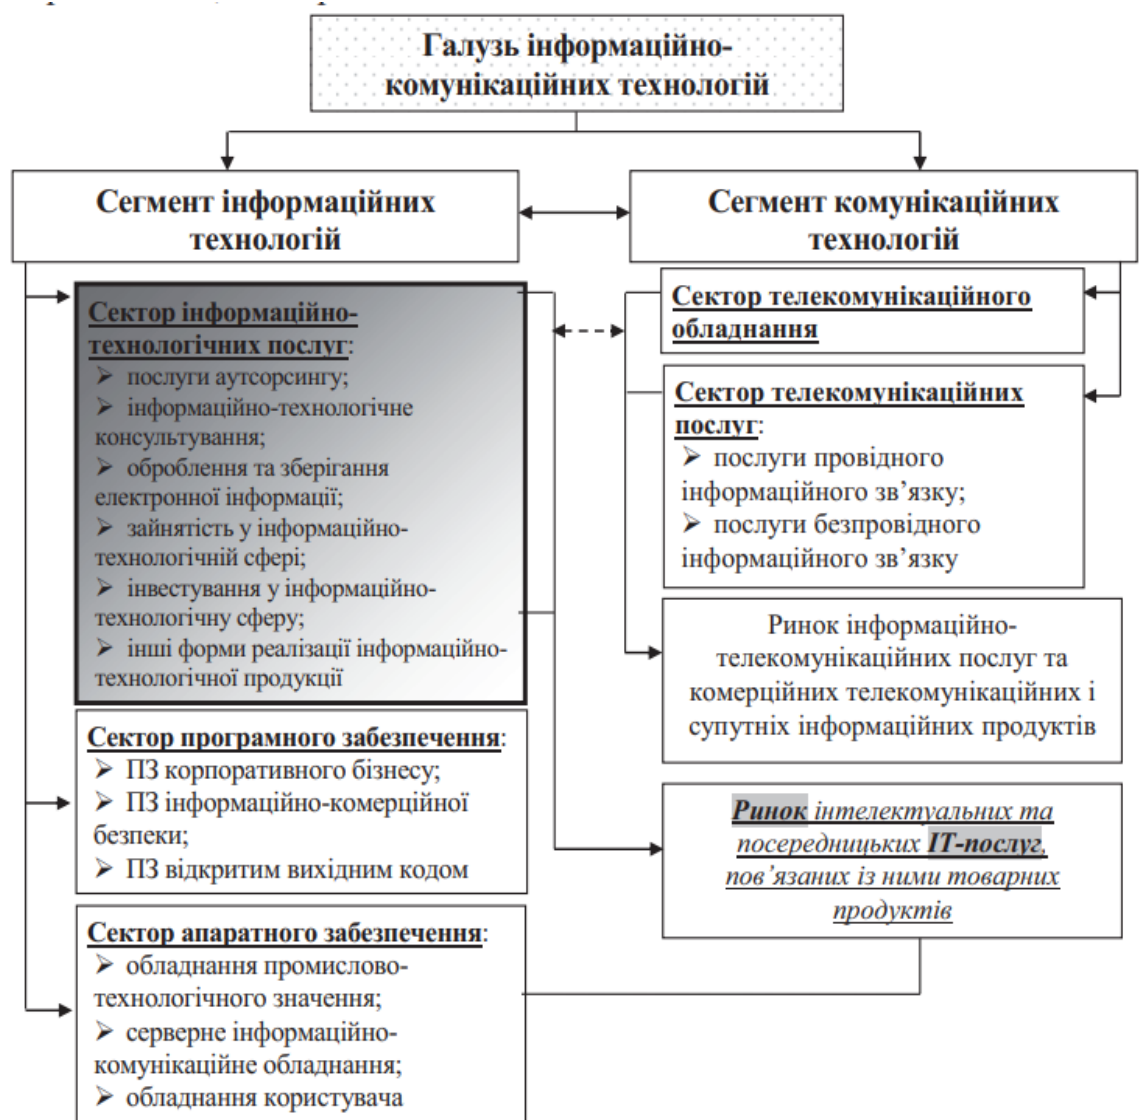 Галузь інформаційно-
комунікаційних технологій
Сегмент інформаційних
технологій
Сегмент комунікаційних
технологій
Сектор інформаційно-
технологічних послуг:
➢ послуги аутсорсингу;
➢ інформаційно-технологічне
консультування;
➢ оброблення та зберігання
електронної інформації;
➢ зайнятість у інформаційно-
технологічній сфері;
➢ інвестування у інформаційно-
технологічну сферу;
➢ інші форми реалізації інформаційно-
технологічної продукції
Сектор програмного забезпечення:
➢ ПЗ корпоративного бізнесу;
➢ ПЗ інформаційно-комерційної
безпеки;
➢ ПЗ відкритим вихідним кодом
Сектор апаратного забезпечення:
➢ обладнання промислово-
технологічного значення;
➢ серверне інформаційно-
комунікаційне обладнання;
➢ обладнання користувача
Сектор телекомунікаційного
обладнання
Сектор телекомунікаційних
послуг:
➢ послуги провідного
інформаційного зв’язку;
➢ послуги безпровідного
інформаційного зв’язку
Ринок інформаційно-
телекомунікаційних послуг та
комерційних телекомунікаційних і
супутніх інформаційних продуктів
Ринок інтелектуальних та
посередницьких ІТ-послуг,
пов’язаних із ними товарних
продуктів